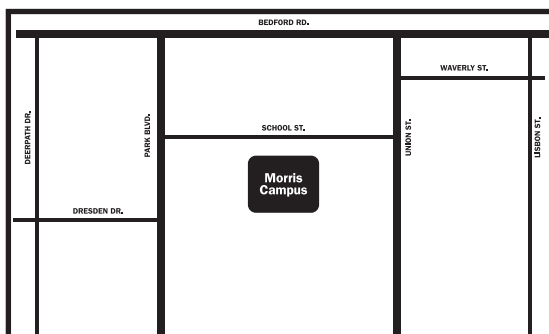 BEDFORD RD.
WAVERLY ST.
DEERPATH DR.
PARK BLVD.
SCHOOL ST.
UNION ST.
LISBON ST.
Morris
Campus
DRESDEN DR.